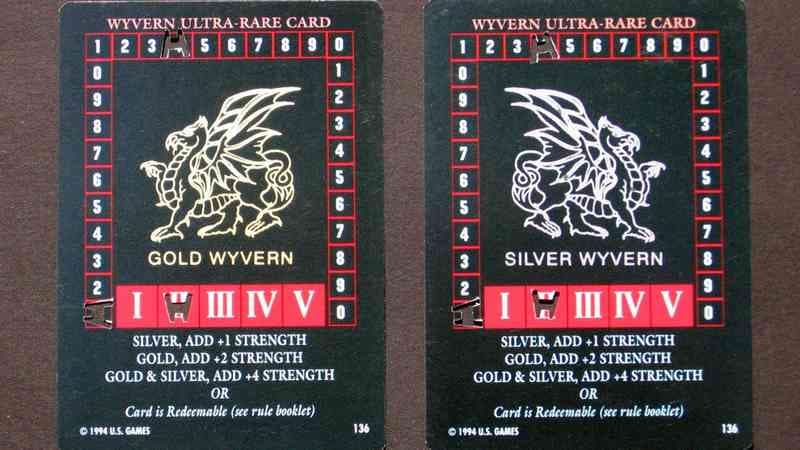 WYVERN ULTRA-RARE CARD
1 2 3 5 6 7 8 9 0
0 1
9 2
8 3
7 4
6 5
5 6
4 7
3 8
2 9
0
GOLD WYVERN
I III IV V
SILVER, ADD +1 STRENGTH
GOLD, ADD +2 STRENGTH
GOLD & SILVER, ADD +4 STRENGTH
OR
Card is Redeemable (see rule booklet)
© 1994 U.S. GAMES 136
WYVERN ULTRA-RARE CARD
1 2 3 5 6 7 8 9 0
0 1
9 2
8 3
7 4
6 5
5 6
4 7
3 8
2 9
0
SILVER WYVERN
I III IV V
SILVER, ADD +1 STRENGTH
GOLD, ADD +2 STRENGTH
GOLD & SILVER, ADD +4 STRENGTH
OR
Card is Redeemable (see rule booklet)
© 1994 U.S. GAMES 136